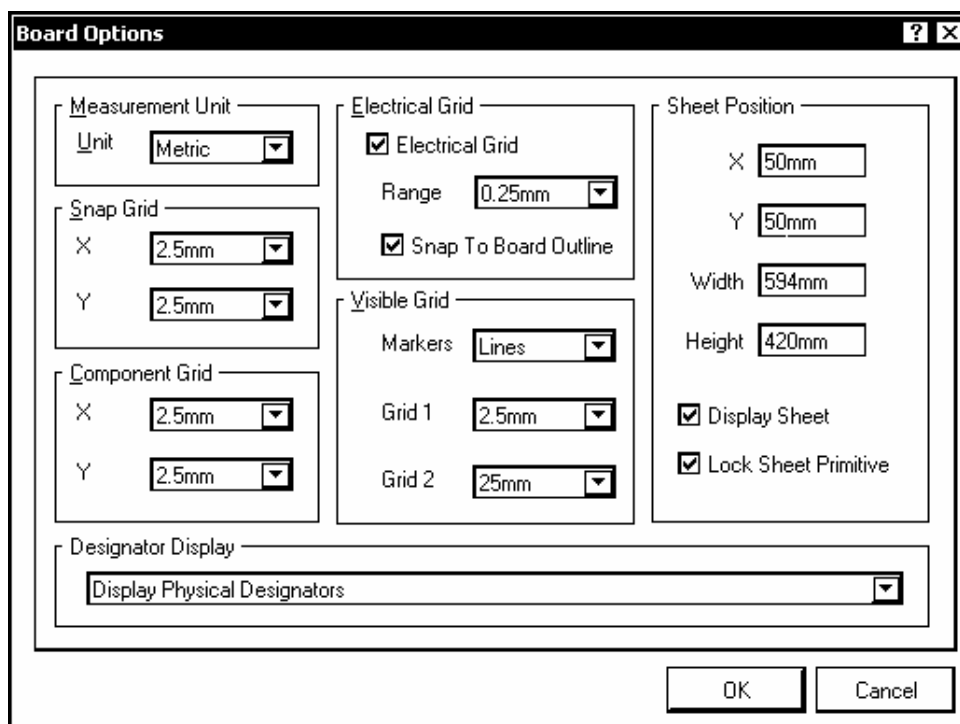 Board Options
Measurement Unit
Unit Metric
Snap Grid
X 2.5mm
Y 2.5mm
Component Grid
X 2.5mm
Y 2.5mm
Electrical Grid
Electrical Grid
Range 0.25mm
Snap To Board Outline
Visible Grid
Markers Lines
Grid 1 2.5mm
Grid 2 25mm
Sheet Position
X 50mm
Y 50mm
Width 594mm
Height 420mm
Display Sheet
Lock Sheet Primitive
Designator Display
Display Physical Designators
OK Cancel